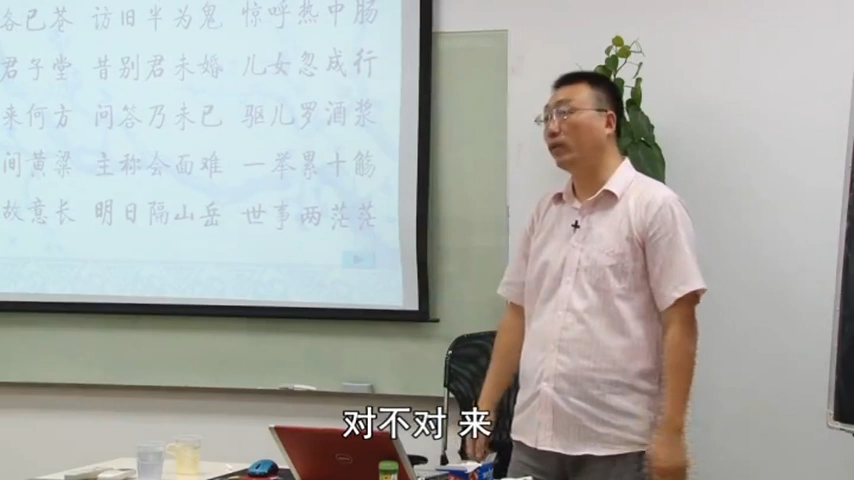 各已苍 访旧半为鬼 惊呼热中肠
君子堂 昔别君未婚 儿女忽成行
来何方 问答乃未已 驱儿罗酒浆
间黄粱 主称会面难 一举累十觞
故意长 明日隔山岳 世事两茫茫
对不对 来